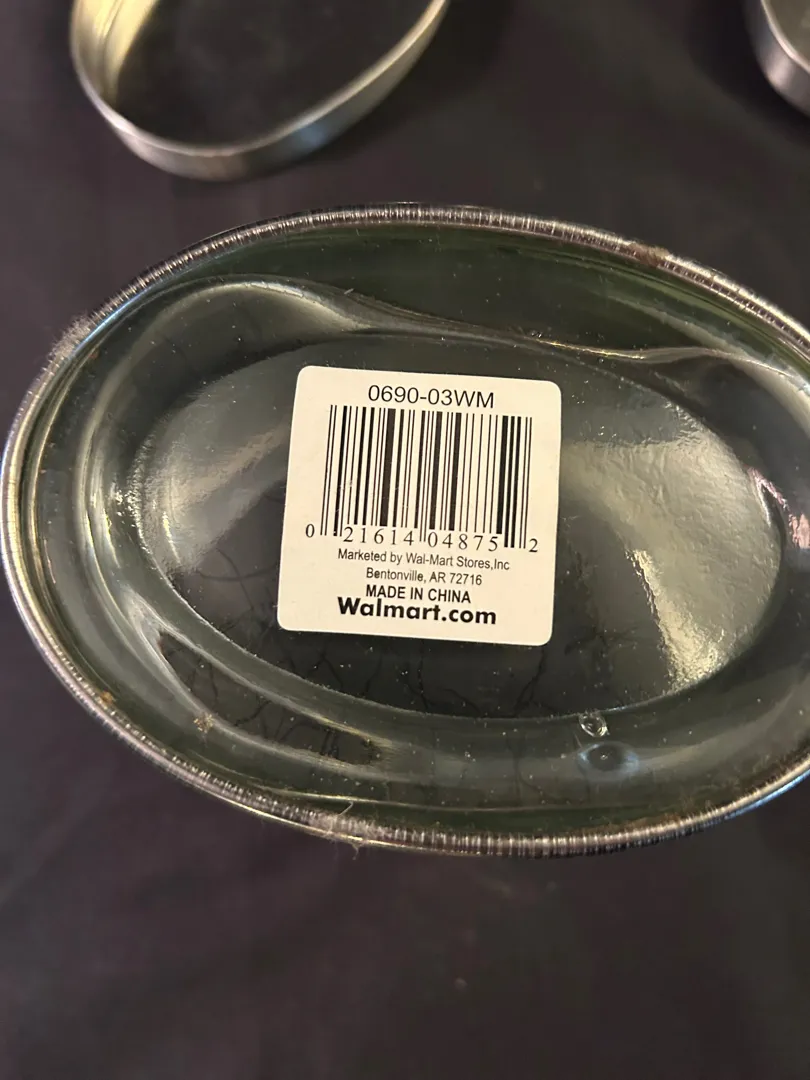 0690-03WM
0 21614 04875 2
Marketed by Wal-Mart Stores,Inc
Bentonville, AR 72716
MADE IN CHINA
Walmart.com